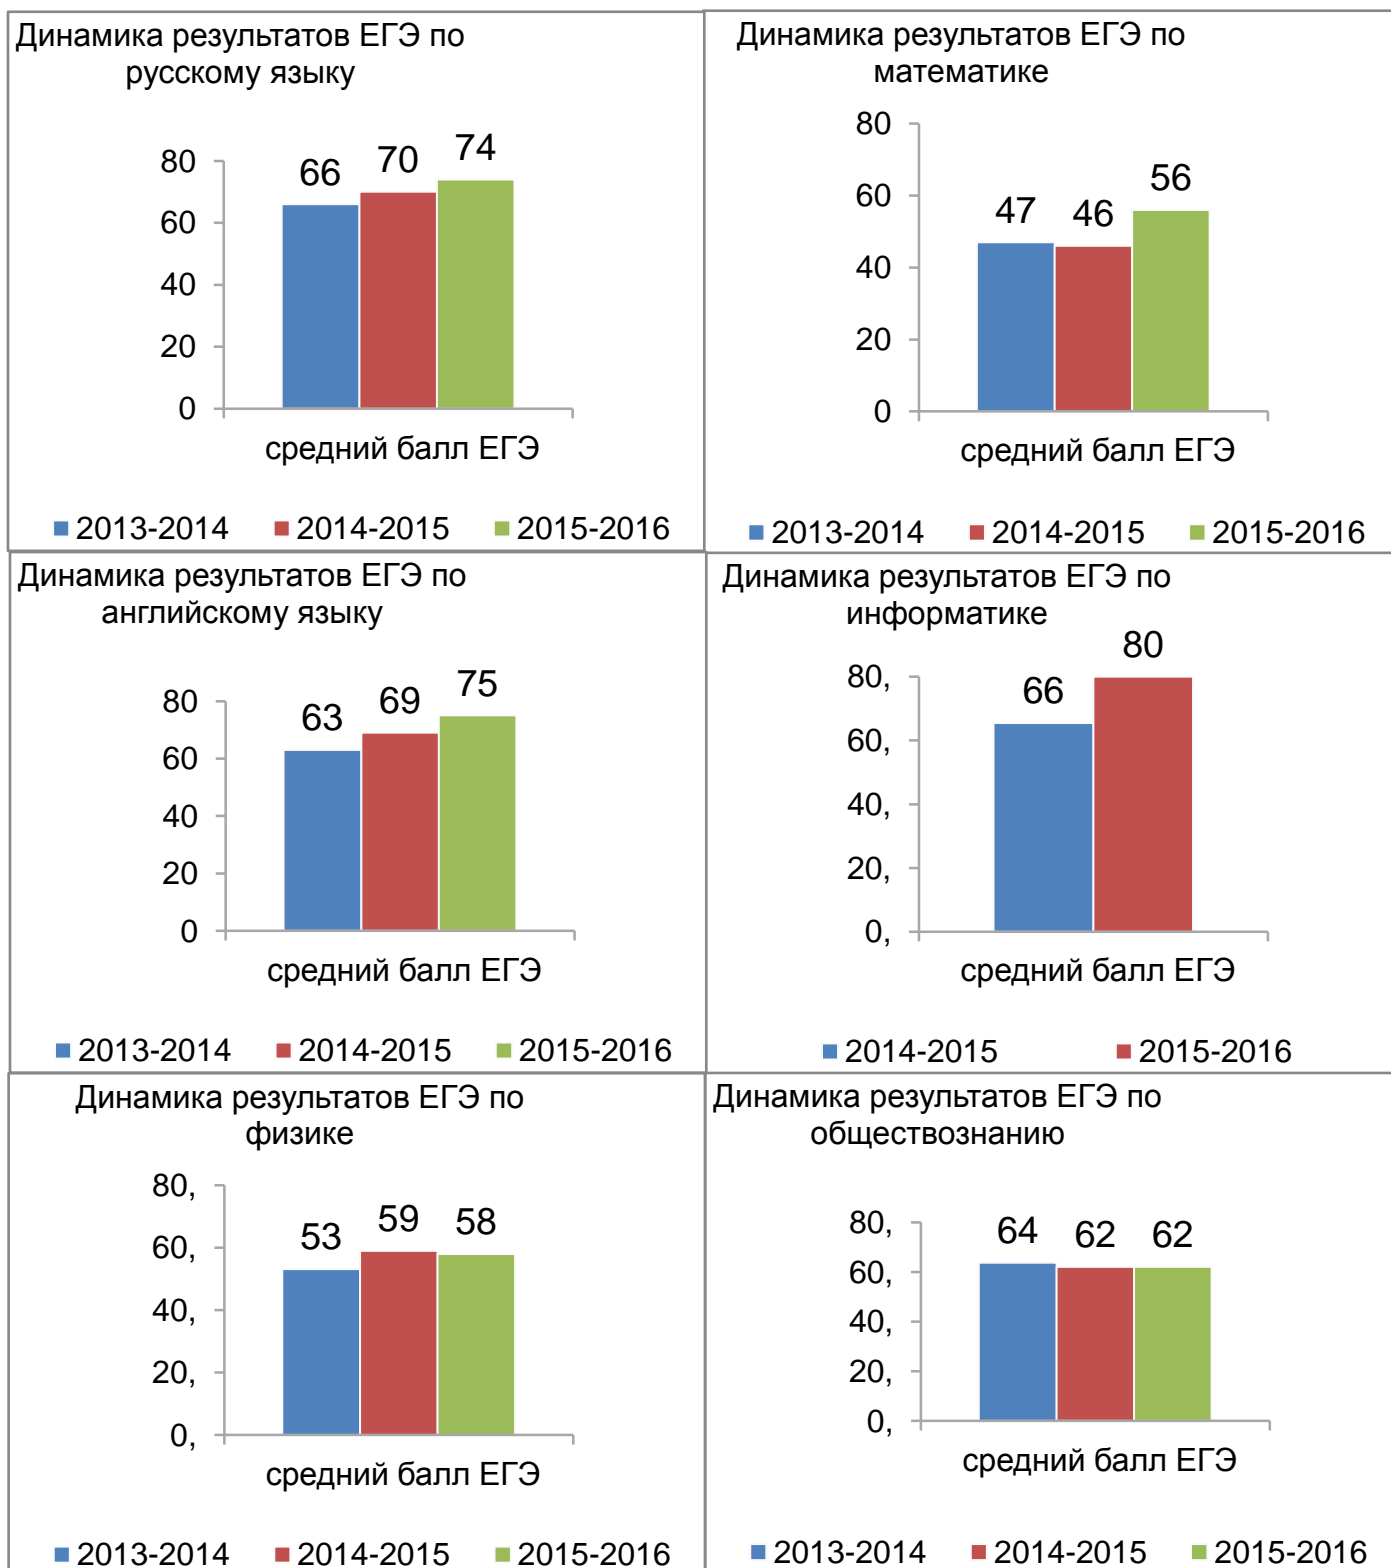 Динамика результатов ЕГЭ по
русскому языку
80
60
40
20
0
66
70
74
средний балл ЕГЭ
2013-2014 2014-2015 2015-2016
Динамика результатов ЕГЭ по
математике
80
60
40
20
0
47
46
56
средний балл ЕГЭ
2013-2014 2014-2015 2015-2016
Динамика результатов ЕГЭ по
английскому языку
80
60
40
20
0
63
69
75
средний балл ЕГЭ
2013-2014 2014-2015 2015-2016
Динамика результатов ЕГЭ по
информатике
80,
60,
40,
20,
0,
66
80
средний балл ЕГЭ
2014-2015 2015-2016
Динамика результатов ЕГЭ по
физике
80,
60,
40,
20,
0,
53
59
58
средний балл ЕГЭ
2013-2014 2014-2015 2015-2016
Динамика результатов ЕГЭ по
обществознанию
80,
60,
40,
20,
0,
64
62
62
средний балл ЕГЭ
2013-2014 2014-2015 2015-2016